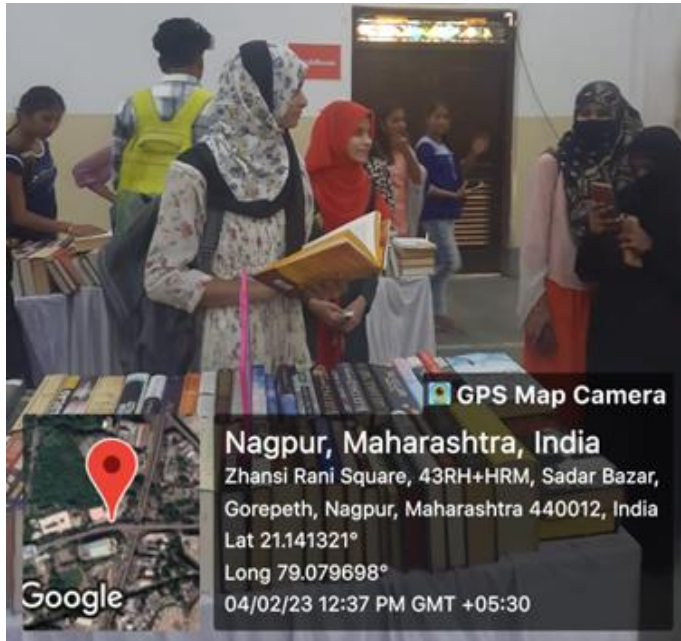 GPS Map Camera
Nagpur, Maharashtra, India
Zhansi Rani Square, 43RH+HRM, Sadar Bazar,
Gorepeth, Nagpur, Maharashtra 440012, India
Lat 21.141321°
Long 79.079698°
04/02/23 12:37 PM GMT +05:30
Google